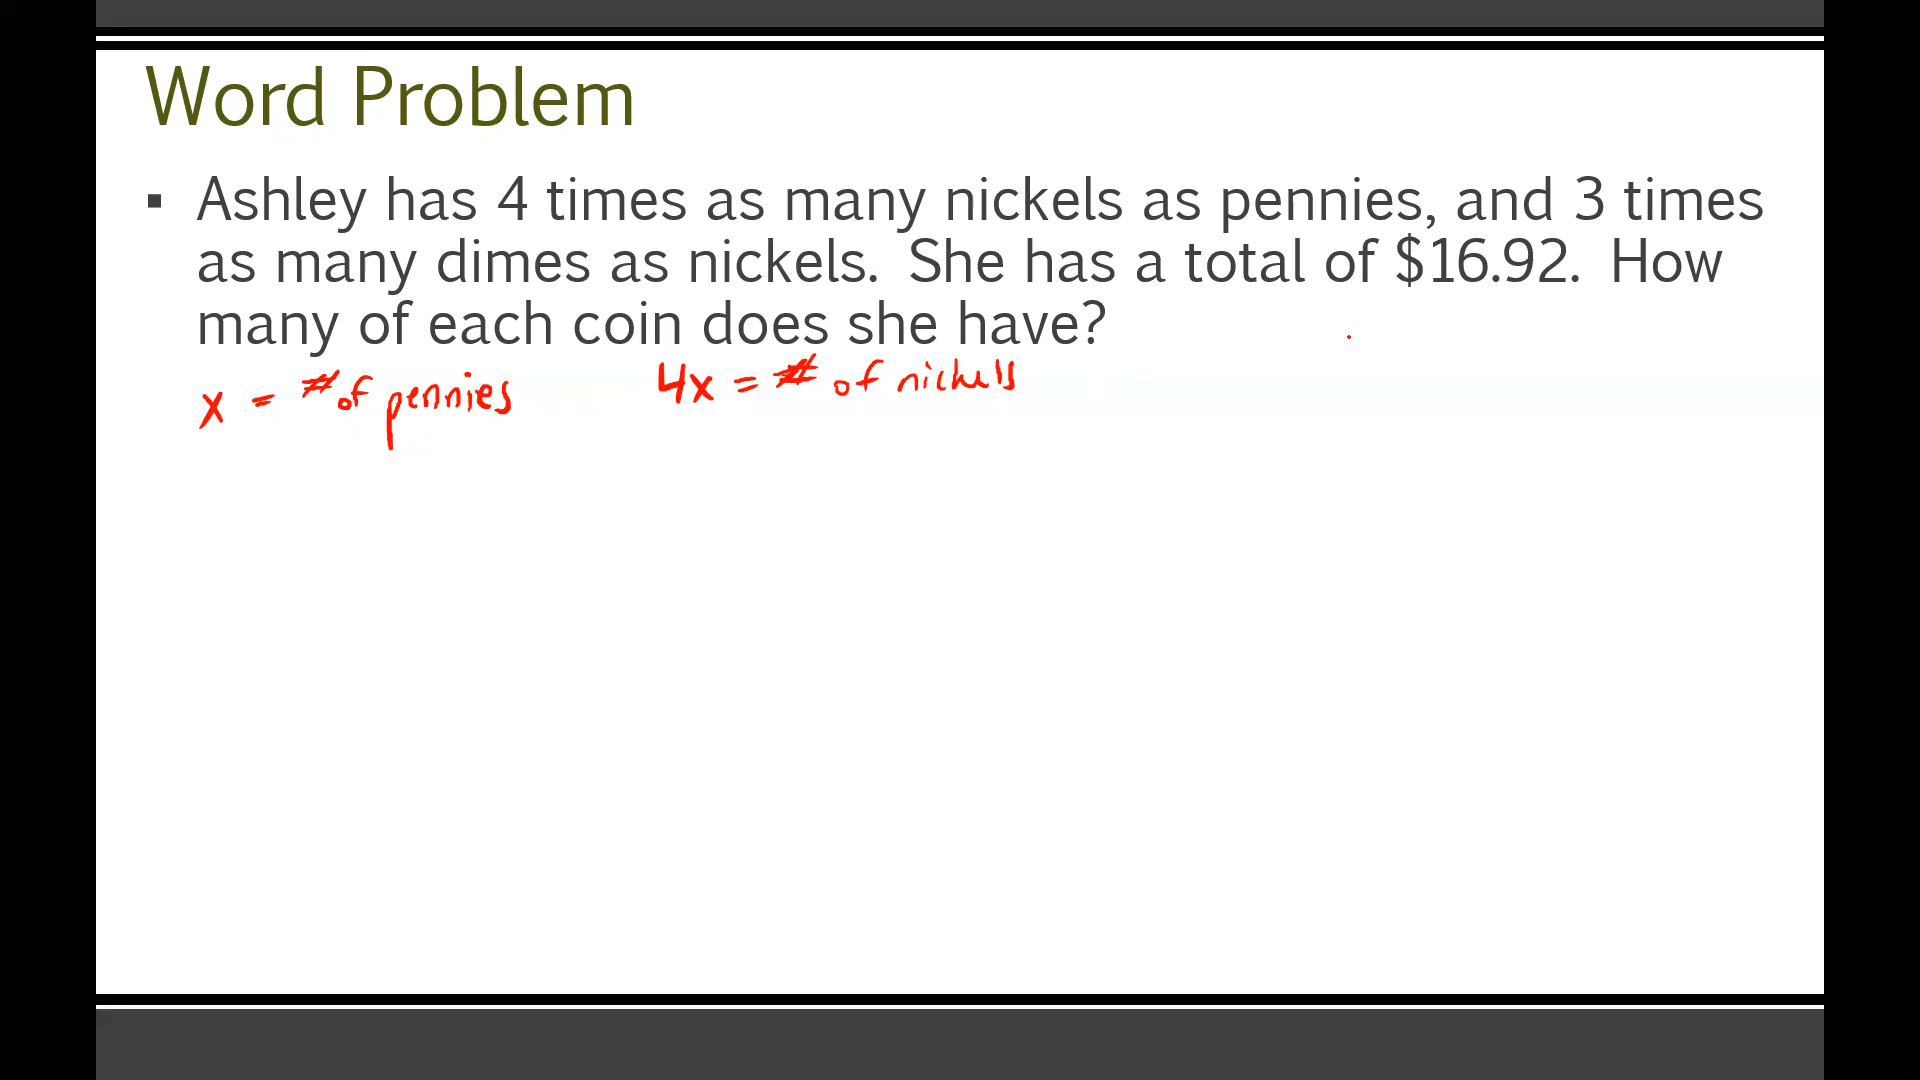 Word Problem
▪ Ashley has 4 times as many nickels as pennies, and 3 times
as many dimes as nickels.  She has a total of $16.92.  How
many of each coin does she have?
x = # of pennies
4x = # of nickels